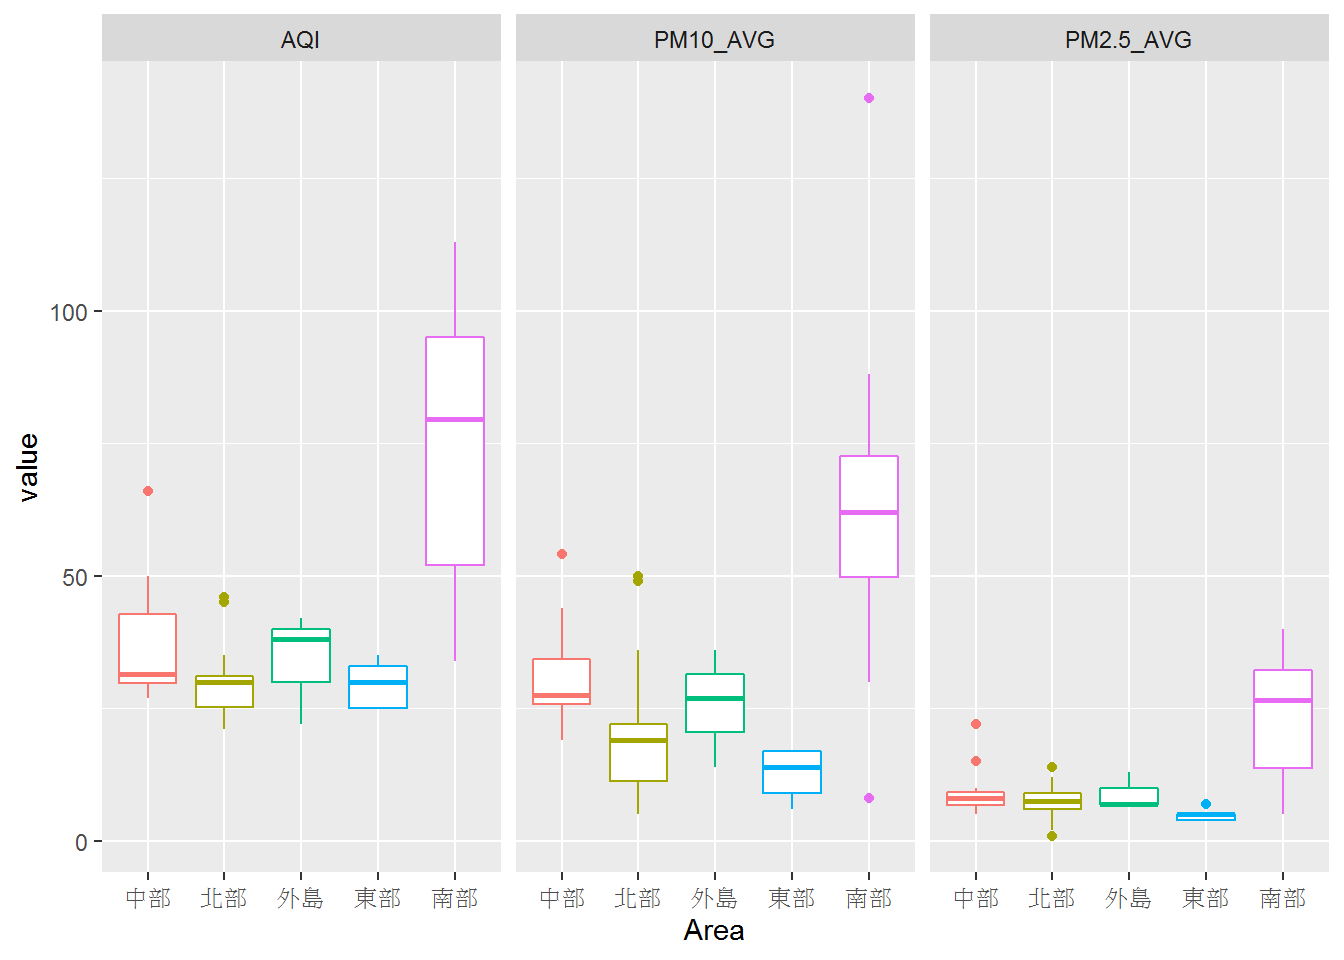 AQI PM10_AVG PM2.5_AVG
value
100
50
0
中部 北部 外島 東部 南部 中部 北部 外島 東部 南部 中部 北部 外島 東部 南部
Area